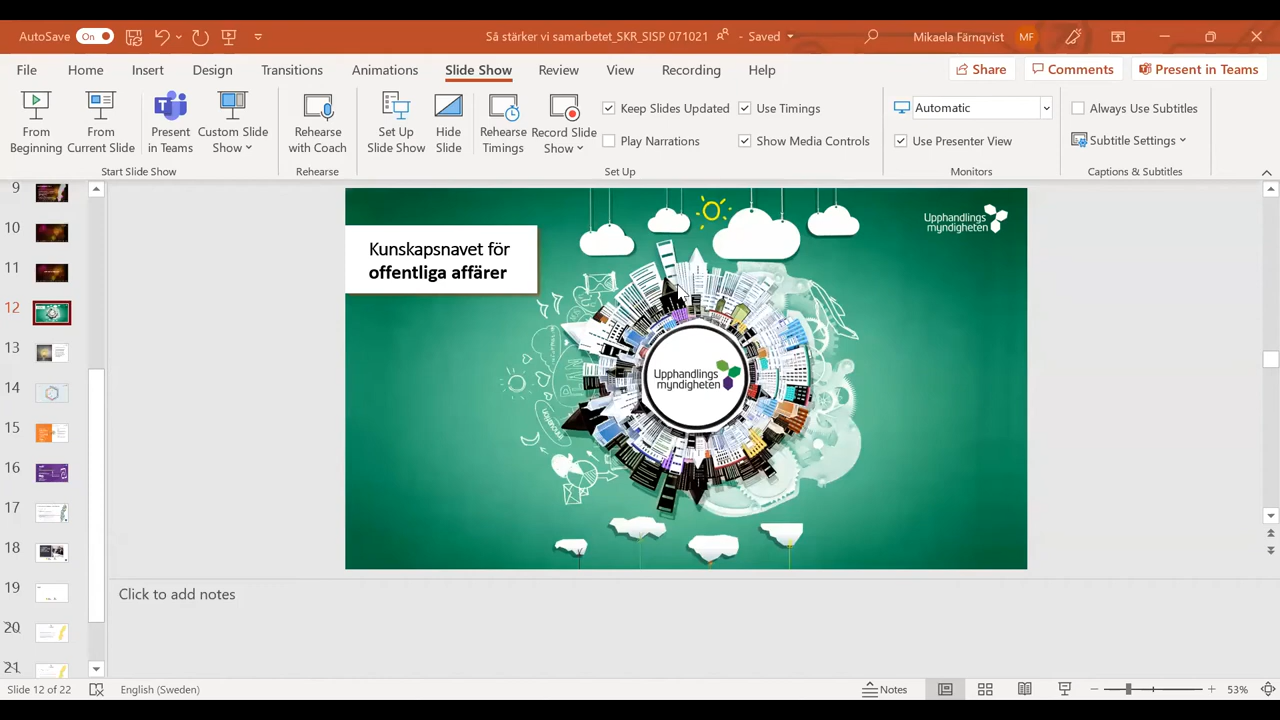 AutoSave On Så stärker vi samarbetet_SKR_SISP 071021 - Saved Mikaela Färnqvist MF
File Home Insert Design Transitions Animations Slide Show Review View Recording Help Share Comments Present in Teams
From Beginning
From Current Slide
Present in Teams
Custom Slide Show
Rehearse with Coach
Set Up Slide Show
Hide Slide
Rehearse Timings
Record Slide Show
Keep Slides Updated
Use Timings
Play Narrations
Show Media Controls
Automatic
Use Presenter View
Always Use Subtitles
Subtitle Settings
Start Slide Show Rehearse Set Up Monitors Captions & Subtitles
9
10
11
12
13
14
15
16
17
18
19
20
21
Kunskapsnavet för
offentliga affärer
Upphandlings
myndigheten
Upphandlings
myndigheten
innovation
Click to add notes
Slide 12 of 22 English (Sweden) Notes 53%